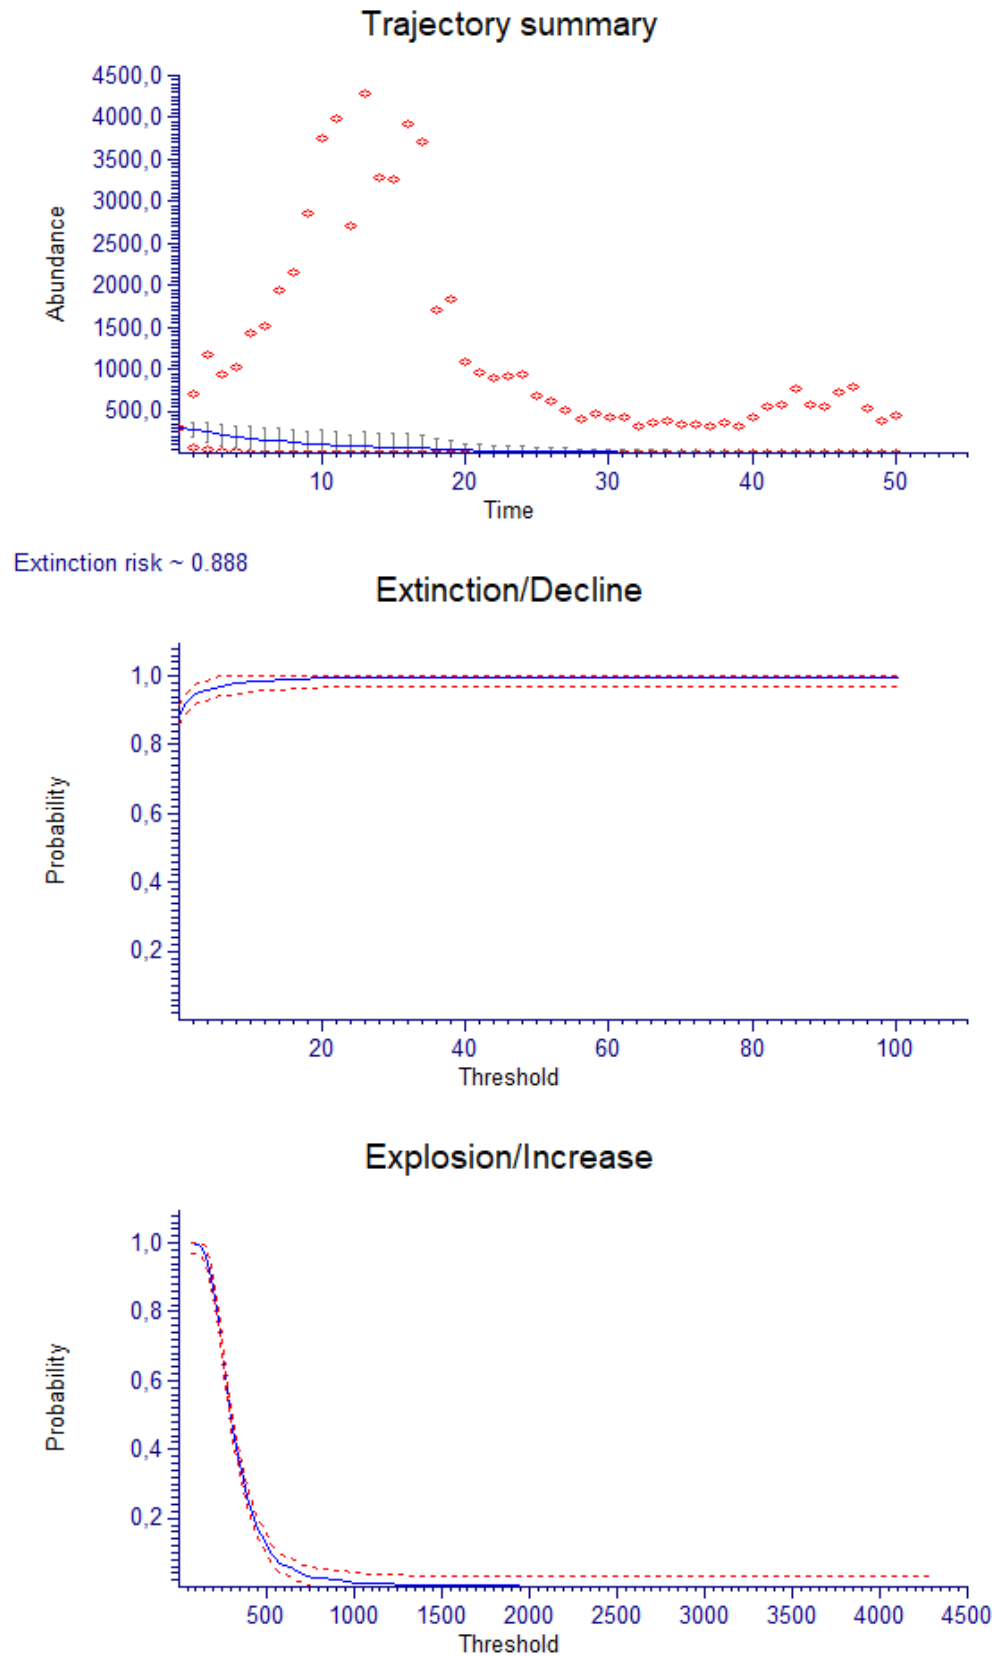 Trajectory summary
4500,0
4000,0
3500,0
3000,0
2500,0
2000,0
1500,0
1000,0
500,0
Abundance
10 20 30 40 50
Time
Extinction risk ~ 0.888
Extinction/Decline
1,0
0,8
0,6
0,4
0,2
Probability
20 40 60 80 100
Threshold
Explosion/Increase
1,0
0,8
0,6
0,4
0,2
Probability
500 1000 1500 2000 2500 3000 3500 4000 4500
Threshold